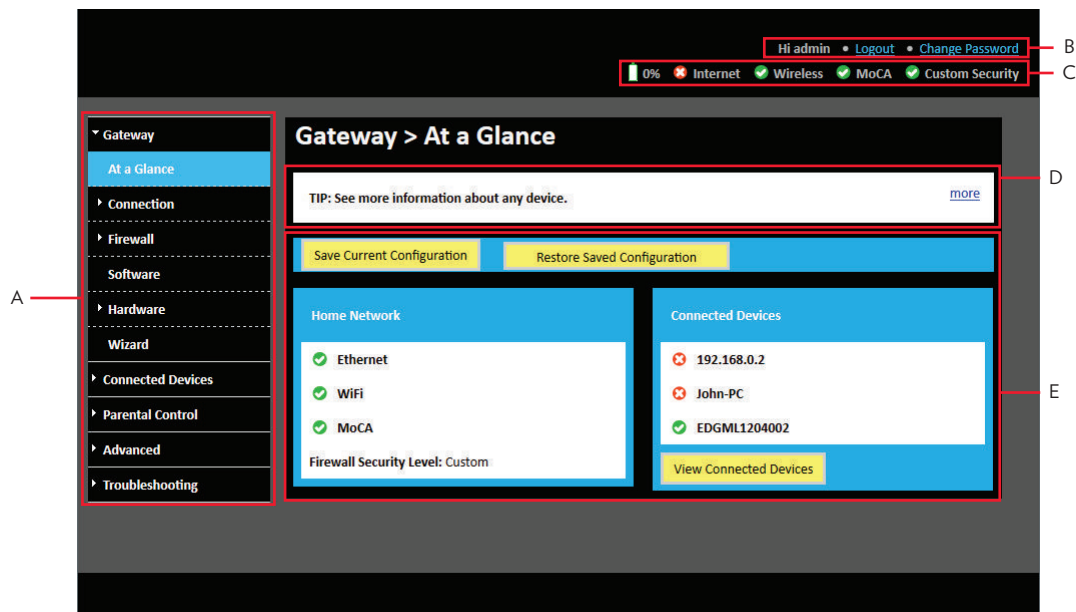 Hi admin • Logout • Change Password
B
0% Internet Wireless MoCA Custom Security
C
Gateway
At a Glance
Connection
Firewall
Software
Hardware
Wizard
Connected Devices
Parental Control
Advanced
Troubleshooting
A
Gateway > At a Glance
TIP: See more information about any device. more
D
Save Current Configuration Restore Saved Configuration
Home Network
Ethernet
WiFi
MoCA
Firewall Security Level: Custom
Connected Devices
192.168.0.2
John-PC
EDGML1204002
View Connected Devices
E